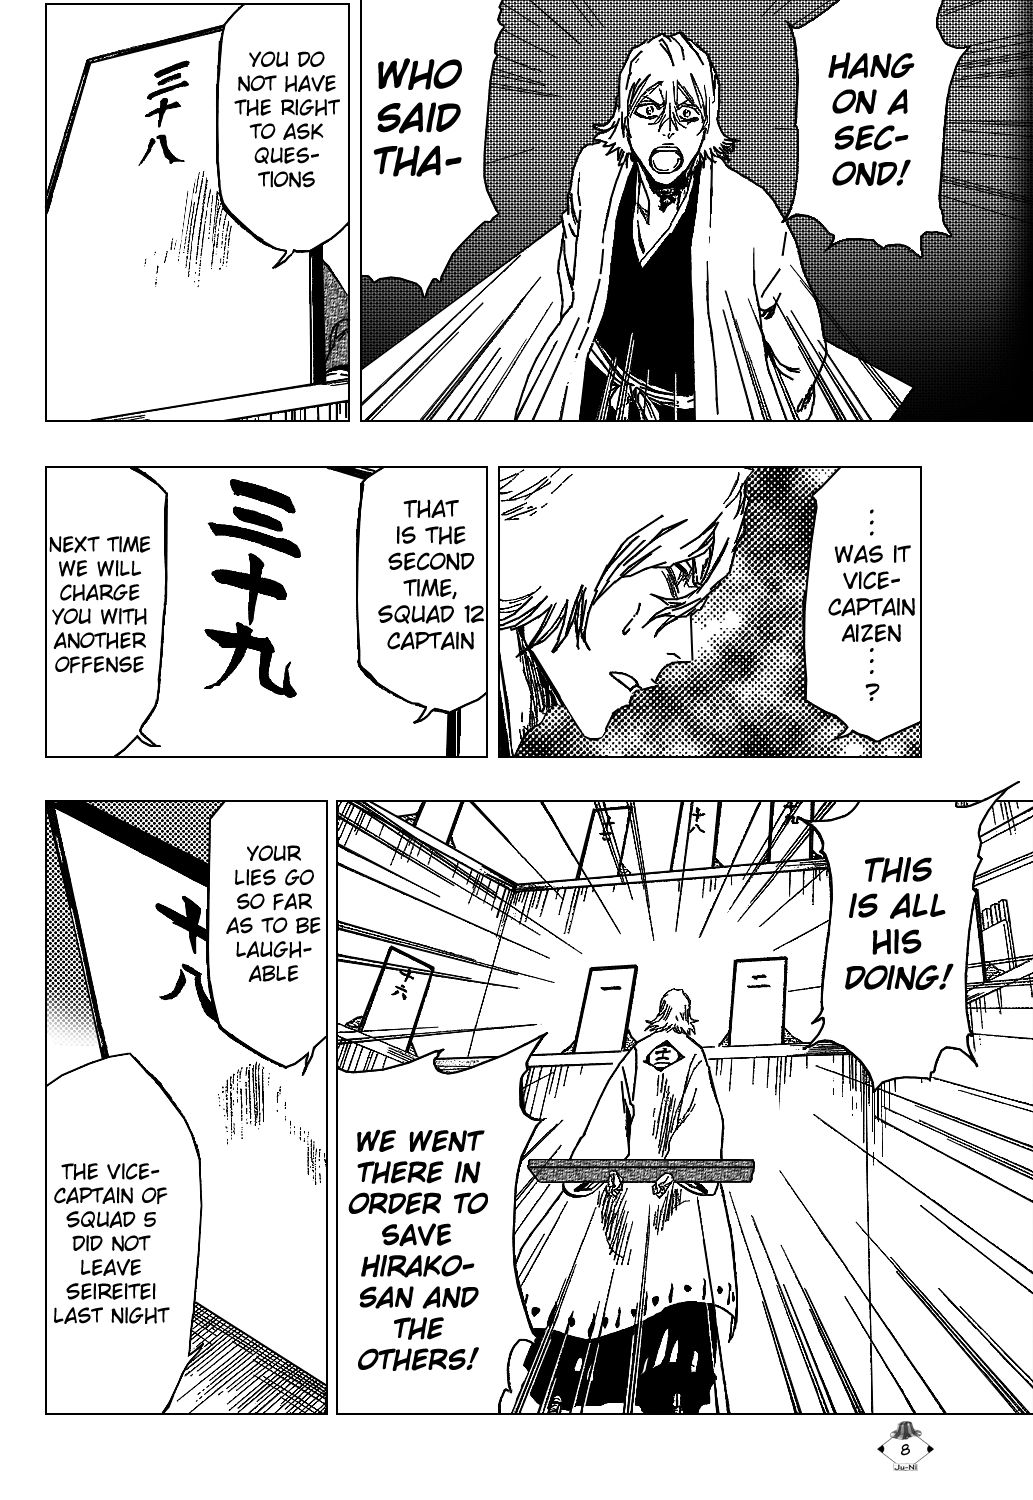 HANG
ON A
SEC-
OND!
WHO
SAID
THA-
YOU DO
NOT HAVE
THE RIGHT
TO ASK
QUES-
TIONS
三十八
...
WAS IT
VICE-
CAPTAIN
AIZEN
...
?
THAT
IS THE
SECOND
TIME,
SQUAD 12
CAPTAIN
三十九
NEXT TIME
WE WILL
CHARGE
YOU WITH
ANOTHER
OFFENSE
THIS
IS ALL
HIS
DOING!
十八
十六
一
二
十二
WE WENT
THERE IN
ORDER TO
SAVE
HIRAKO-
SAN AND
THE
OTHERS!
YOUR
LIES GO
SO FAR
AS TO BE
LAUGH-
ABLE
十八
THE VICE-
CAPTAIN OF
SQUAD 5
DID NOT
LEAVE
SEIREITEI
LAST NIGHT
8
Ju-Ni